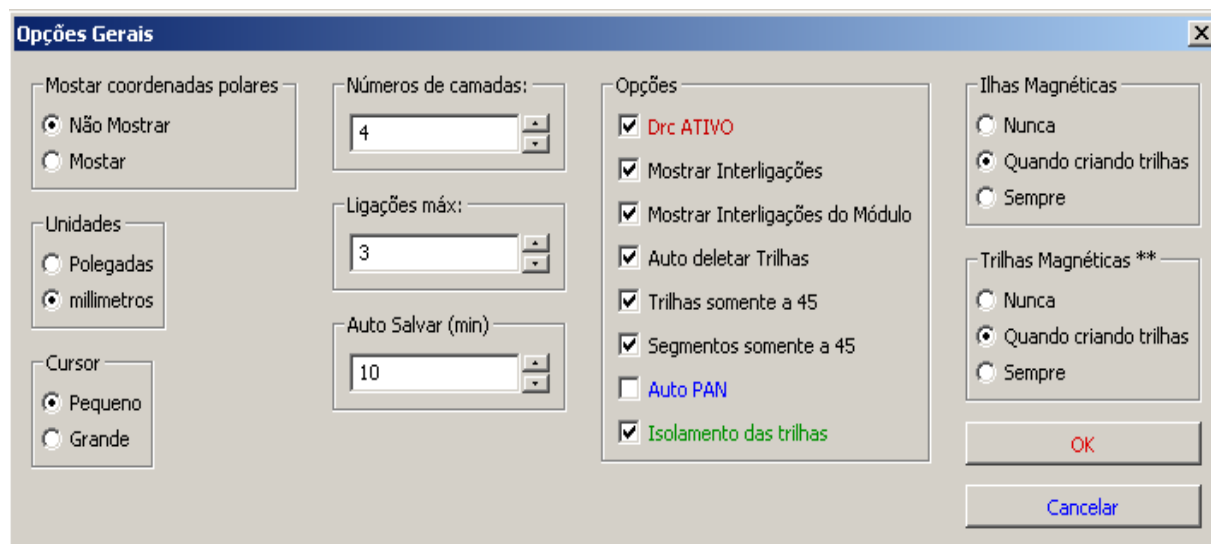 Opções Gerais
Mostar coordenadas polares
Não Mostrar
Mostar
Unidades
Polegadas
millimetros
Cursor
Pequeno
Grande
Números de camadas:
4
Ligações máx:
3
Auto Salvar (min)
10
Opções
Drc ATIVO
Mostrar Interligações
Mostrar Interligações do Módulo
Auto deletar Trilhas
Trilhas somente a 45
Segmentos somente a 45
Auto PAN
Isolamento das trilhas
Ilhas Magnéticas
Nunca
Quando criando trilhas
Sempre
Trilhas Magnéticas **
Nunca
Quando criando trilhas
Sempre
OK
Cancelar